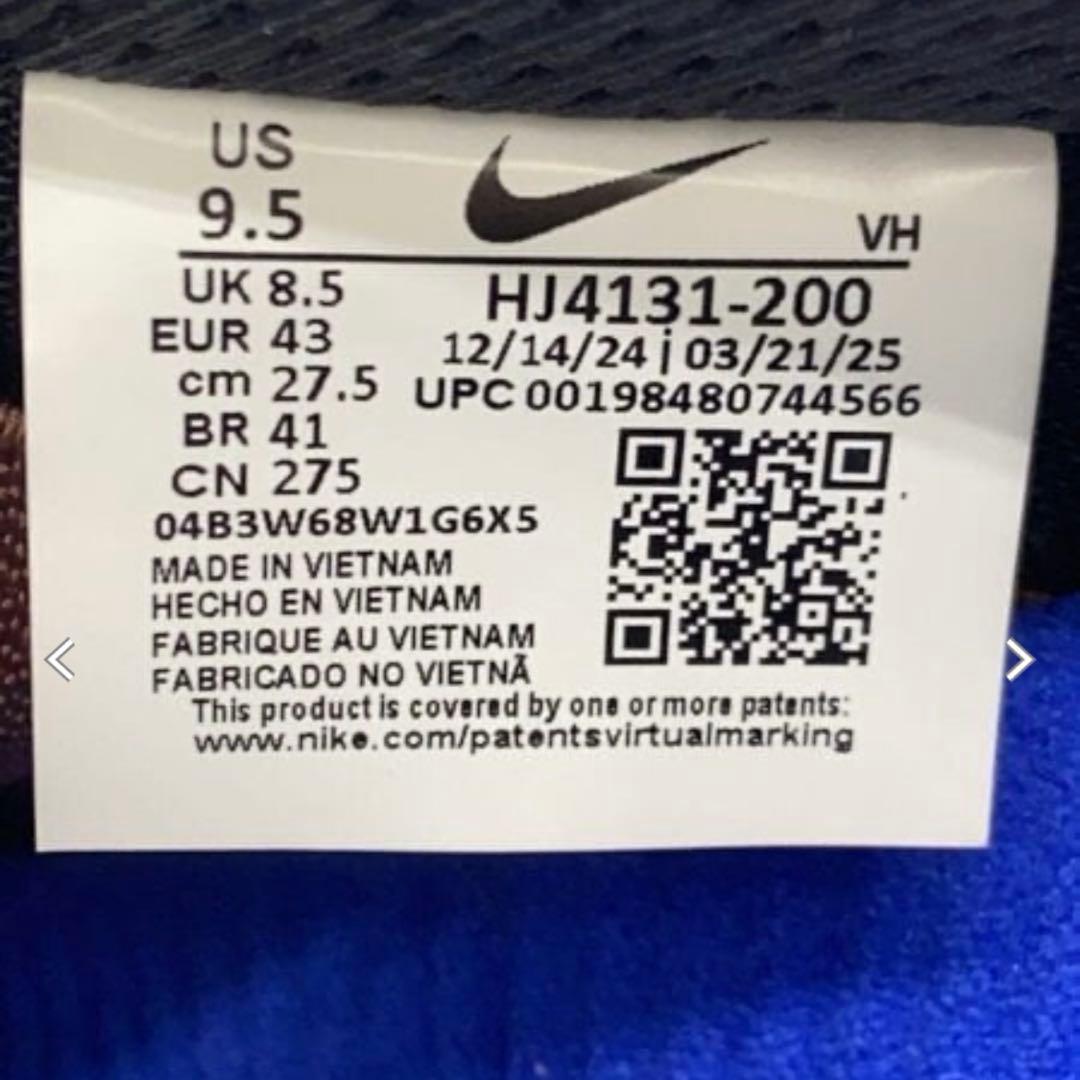 US
9.5
VH
UK 8.5
EUR 43
cm 27.5
BR 41
CN 275
HJ4131-200
12/14/24 | 03/21/25
UPC 00198480744566
04B3W68W1G6X5
MADE IN VIETNAM
HECHO EN VIETNAM
FABRIQUE AU VIETNAM
FABRICADO NO VIETNÃ
This product is covered by one or more patents:
www.nike.com/patentsvirtualmarking